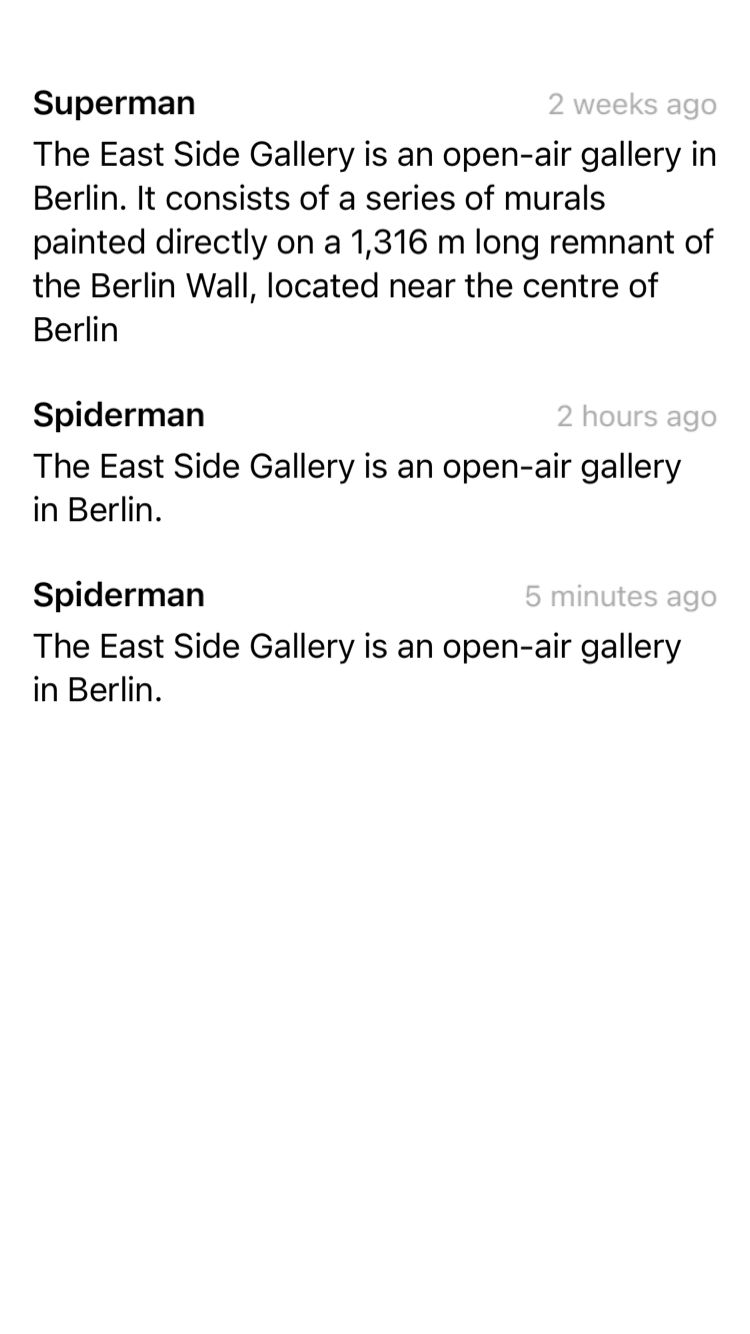 Superman 2 weeks ago
The East Side Gallery is an open-air gallery in
Berlin. It consists of a series of murals
painted directly on a 1,316 m long remnant of
the Berlin Wall, located near the centre of
Berlin
Spiderman 2 hours ago
The East Side Gallery is an open-air gallery
in Berlin.
Spiderman 5 minutes ago
The East Side Gallery is an open-air gallery
in Berlin.